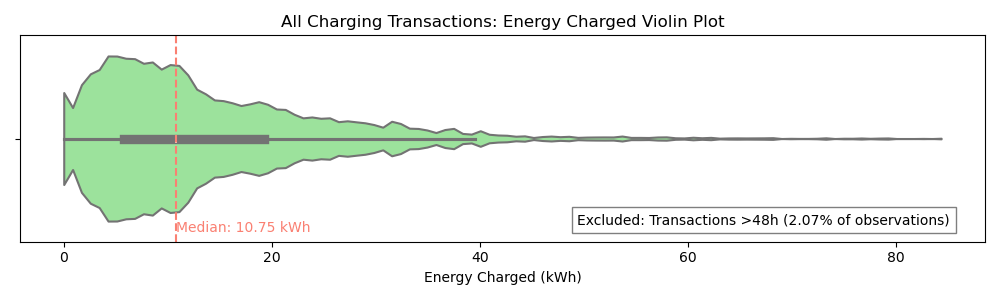 All Charging Transactions: Energy Charged Violin Plot
Median: 10.75 kWh
Excluded: Transactions >48h (2.07% of observations)
0 20 40 60 80
Energy Charged (kWh)